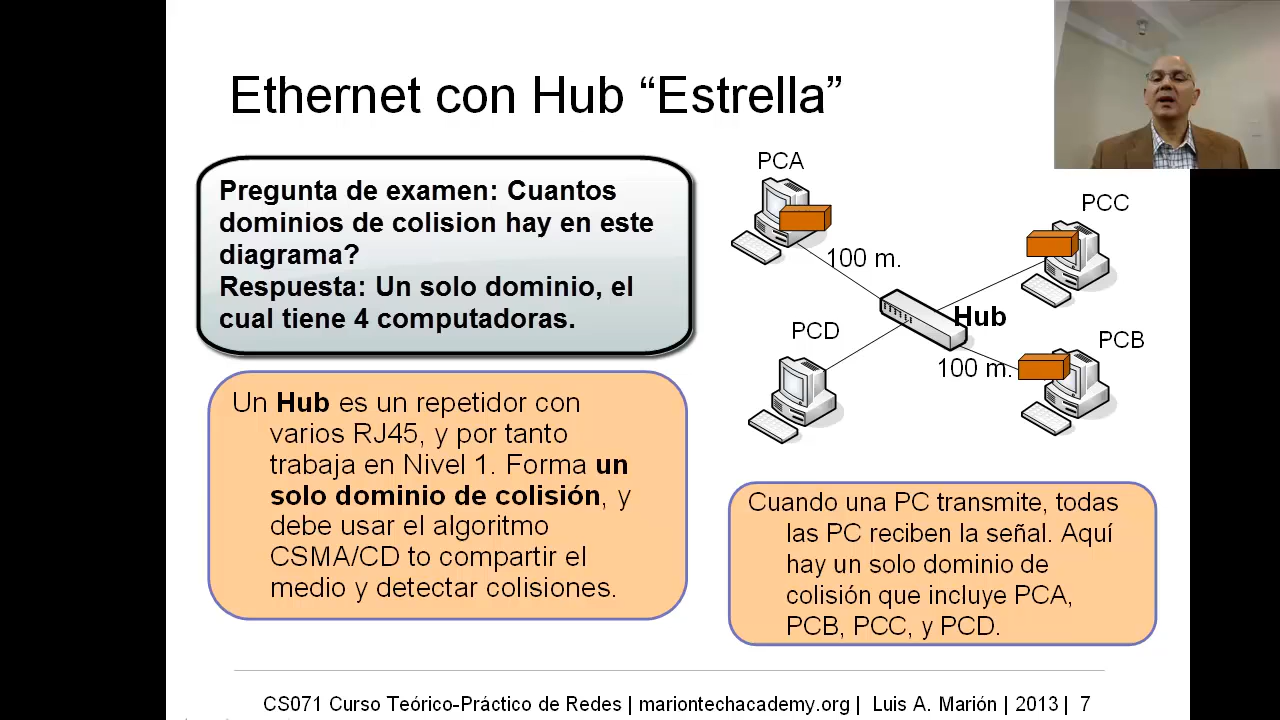 Ethernet con Hub “Estrella”
Pregunta de examen: Cuantos
dominios de colision hay en este
diagrama?
Respuesta: Un solo dominio, el
cual tiene 4 computadoras.
Un Hub es un repetidor con
varios RJ45, y por tanto
trabaja en Nivel 1. Forma un
solo dominio de colisión, y
debe usar el algoritmo
CSMA/CD to compartir el
medio y detectar colisiones.
PCA
PCC
100 m.
Hub
PCD
PCB
100 m.
Cuando una PC transmite, todas
las PC reciben la señal. Aquí
hay un solo dominio de
colisión que incluye PCA,
PCB, PCC, y PCD.
CS071 Curso Teórico-Práctico de Redes | mariontechacademy.org | Luis A. Marión | 2013 | 7